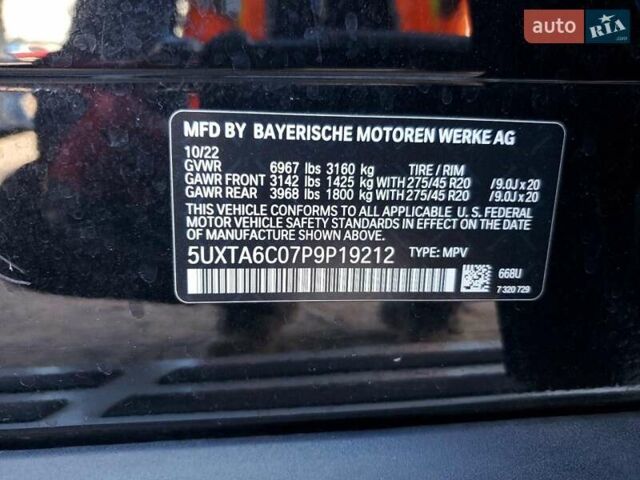 auto RIA
.com
MFD BY BAYERISCHE MOTOREN WERKE AG
10/22
GVWR 6967 lbs 3160 kg TIRE / RIM
GAWR FRONT 3142 lbs 1425 kg WITH 275/45 R20 /9.0J x 20
GAWR REAR 3968 lbs 1800 kg WITH 275/45 R20 /9.0J x 20
THIS VEHICLE CONFORMS TO ALL APPLICABLE U. S. FEDERAL
MOTOR VEHICLE SAFETY STANDARDS IN EFFECT ON THE
DATE OF MANUFACTURE SHOWN ABOVE.
5UXTA6C07P9P19212 TYPE: MPV
668U
7 320 729